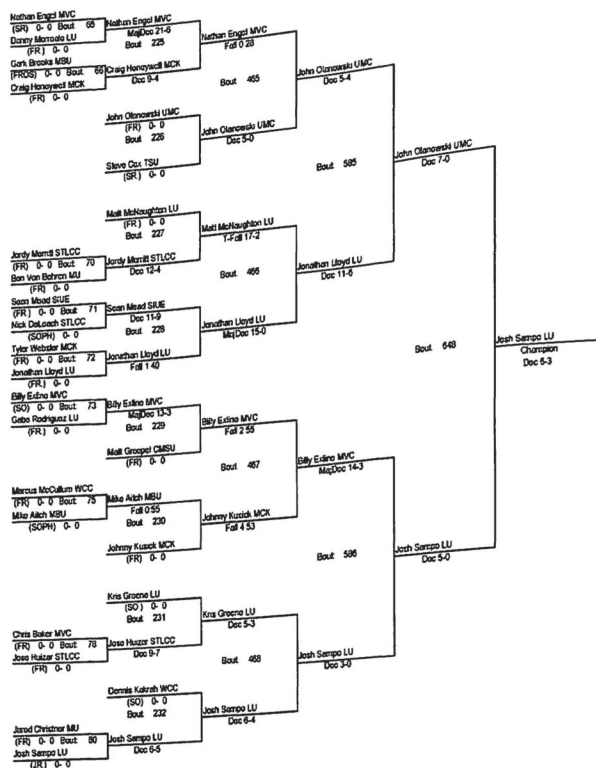 Nathan Engel MVC
(SR) 0- 0 Bout 65
Danny Morreale LU
(FR) 0- 0
Nathan Engel MVC
MajDec 21-6
Bout 225
Gark Brooks MBU
(FROS) 0- 0 Bout 66
Craig Honeywell MCK
(FR) 0- 0
Craig Honeywell MCK
Dec 9-4
Nathan Engel MVC
Fall 0 28
Bout 465
John Olanowski UMC
(FR) 0- 0
Bout 226
Steve Cox TSU
(SR.) 0- 0
John Olanowski UMC
Dec 5-0
John Olanowski UMC
Dec 5-4
Bout 585
Matt McNaughton LU
(FR) 0- 0
Bout 227
Jordy Merritt STLCC
(FR) 0- 0 Bout 70
Ben Von Behren MU
(FR) 0- 0
Jordy Merritt STLCC
Dec 12-4
Matt McNaughton LU
T-Fall 17-2
Bout 466
Sean Mead SIUE
(FR.) 0- 0 Bout 71
Nick DeLoach STLCC
(SOPH) 0- 0
Sean Mead SIUE
Dec 11-9
Bout 228
Tyler Webster MCK
(FR) 0- 0 Bout 72
Jonathan Lloyd LU
(FR.) 0- 0
Jonathan Lloyd LU
Fall 1 40
Jonathan Lloyd LU
MajDec 15-0
Jonathan Lloyd LU
Dec 11-6
John Olanowski UMC
Dec 7-0
Bout 648
Josh Sampo LU
Champion
Dec 6-3
Billy Exline MVC
(SO) 0- 0 Bout 73
Gabe Rodriguez LU
(FR.) 0- 0
Billy Exline MVC
MajDec 13-3
Bout 229
Matt Groeppel CMSU
(FR) 0- 0
Billy Exline MVC
Fall 2 55
Bout 467
Marcus McCullum WCC
(FR) 0- 0 Bout 75
Mike Aitch MBU
(SOPH) 0- 0
Mike Aitch MBU
Fall 0:55
Bout 230
Johnny Kusick MCK
(FR) 0- 0
Johnny Kusick MCK
Fall 4 53
Billy Exline MVC
MajDec 14-3
Bout 586
Kris Greene LU
(SO) 0- 0
Bout 231
Chris Baker MVC
(FR) 0- 0 Bout 78
Jose Huizar STLCC
(FR) 0- 0
Jose Huizar STLCC
Dec 9-7
Kris Greene LU
Dec 5-3
Bout 468
Dennis Kakrah WCC
(SO) 0- 0
Bout 232
Jarod Christner MU
(FR) 0- 0 Bout 80
Josh Sampo LU
(JR.) 0- 0
Josh Sampo LU
Dec 6-5
Josh Sampo LU
Dec 6-4
Josh Sampo LU
Dec 3-0
Josh Sampo LU
Dec 5-0